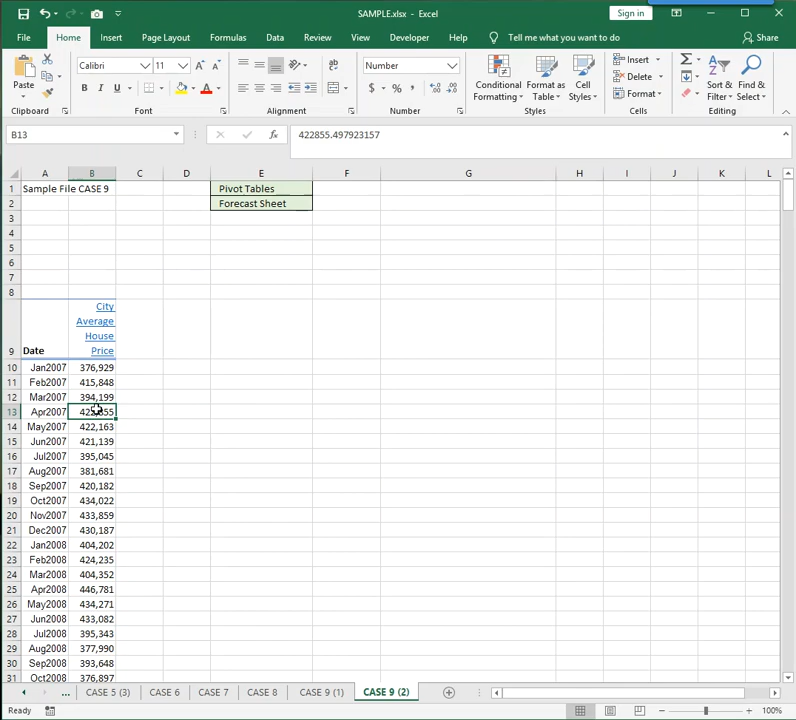 SAMPLE.xlsx - Excel
Sign in
File Home Insert Page Layout Formulas Data Review View Developer Help Tell me what you want to do Share
Paste
Calibri 11
B I U A
Number
$ % ,
Conditional Formatting
Format as Table
Cell Styles
Insert
Delete
Format
Sort & Filter
Find & Select
Clipboard Font Alignment Number Styles Cells Editing
B13 fx 422855.497923157
A B C D E F G H I J K L
1 Sample File CASE 9 Pivot Tables
2 Forecast Sheet
3
4
5
6
7
8
City
Average
House
9 Date Price
10 Jan2007 376,929
11 Feb2007 415,848
12 Mar2007 394,199
13 Apr2007
14 May2007 422,163
15 Jun2007 421,139
16 Jul2007 395,045
17 Aug2007 381,681
18 Sep2007 420,182
19 Oct2007 434,022
20 Nov2007 433,859
21 Dec2007 430,187
22 Jan2008 404,202
23 Feb2008 424,235
24 Mar2008 404,352
25 Apr2008 446,781
26 May2008 434,271
27 Jun2008 433,082
28 Jul2008 395,343
29 Aug2008 377,990
30 Sep2008 393,648
31 Oct2008 376,897
... CASE 5 (3) CASE 6 CASE 7 CASE 8 CASE 9 (1) CASE 9 (2)
Ready 100%